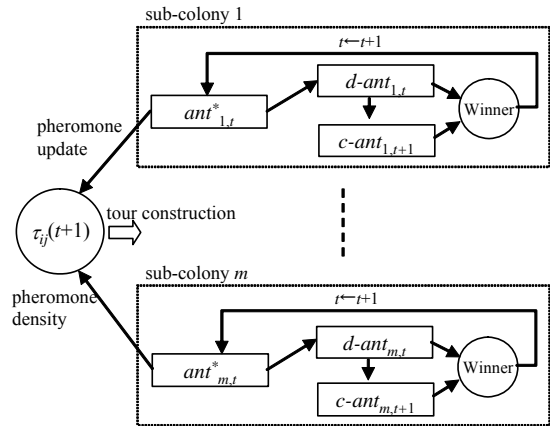 sub-colony 1
t←t+1
d-ant1,t
ant*1,t
Winner
c-ant1,t+1
pheromone
update
tour construction
τij(t+1)
sub-colony m
pheromone
density
t←t+1
d-antm,t
ant*m,t
Winner
c-antm,t+1